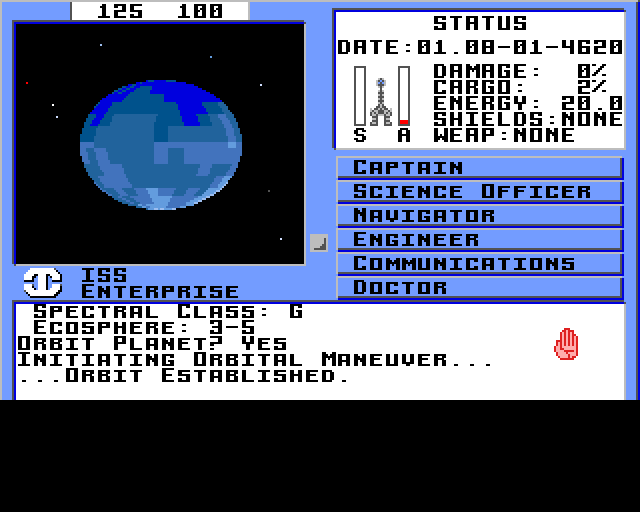 125 100
STATUS
DATE:01.08-01-4620
DAMAGE: 0%
CARGO: 2%
ENERGY: 20.0
SHIELDS:NONE
WEAP:NONE
S A
CAPTAIN
SCIENCE OFFICER
NAVIGATOR
ENGINEER
COMMUNICATIONS
DOCTOR
ISS
ENTERPRISE
SPECTRAL CLASS: G
ECOSPHERE: 3-5
ORBIT PLANET? YES
INITIATING ORBITAL MANEUVER...
...ORBIT ESTABLISHED.